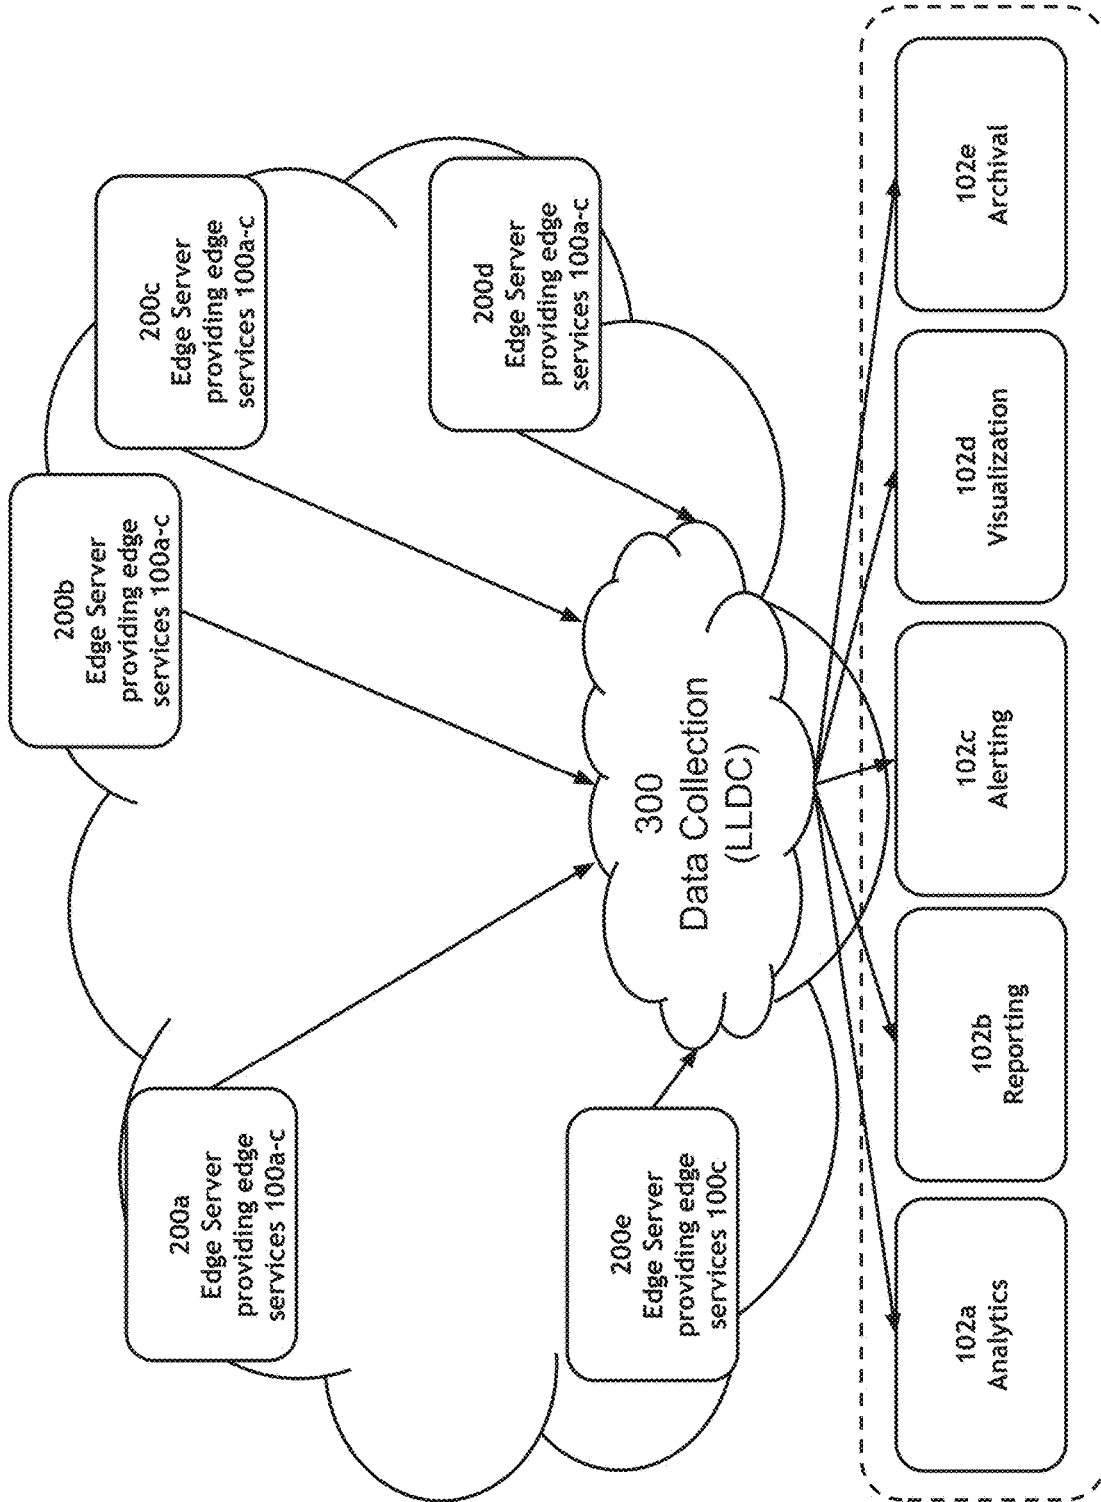 200a
Edge Server
providing edge
services 100a-c
200b
Edge Server
providing edge
services 100a-c
200c
Edge Server
providing edge
services 100a-c
200d
Edge Server
providing edge
services 100a-c
200e
Edge Server
providing edge
services 100c
300
Data Collection
(LLDC)
102a
Analytics
102b
Reporting
102c
Alerting
102d
Visualization
102e
Archival